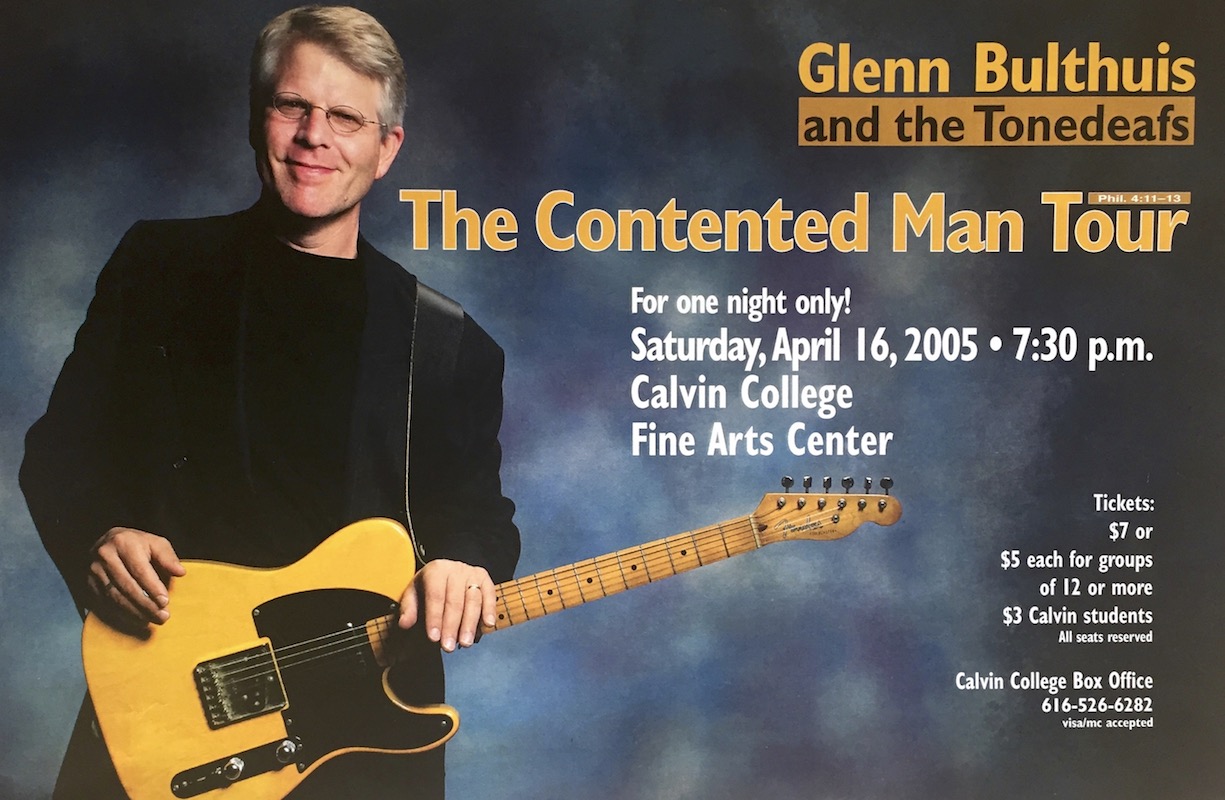 Glenn Bulthuis
and the Tonedeafs
Phil. 4:11–13
The Contented Man Tour
For one night only!
Saturday, April 16, 2005 • 7:30 p.m.
Calvin College
Fine Arts Center
Tickets:
$7 or
$5 each for groups
of 12 or more
$3 Calvin students
All seats reserved
Calvin College Box Office
616-526-6282
visa/mc accepted